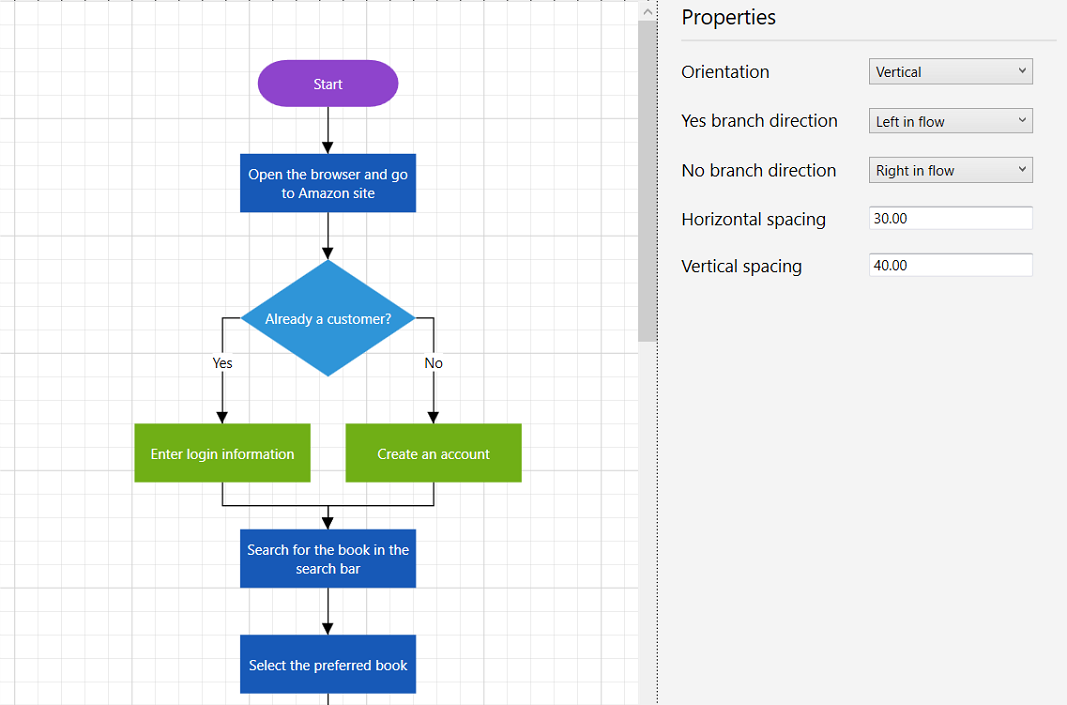 Start
Open the browser and go
to Amazon site
Already a customer?
Yes
No
Enter login information
Create an account
Search for the book in the
search bar
Select the preferred book
Properties
Orientation
Vertical
Yes branch direction
Left in flow
No branch direction
Right in flow
Horizontal spacing
30.00
Vertical spacing
40.00